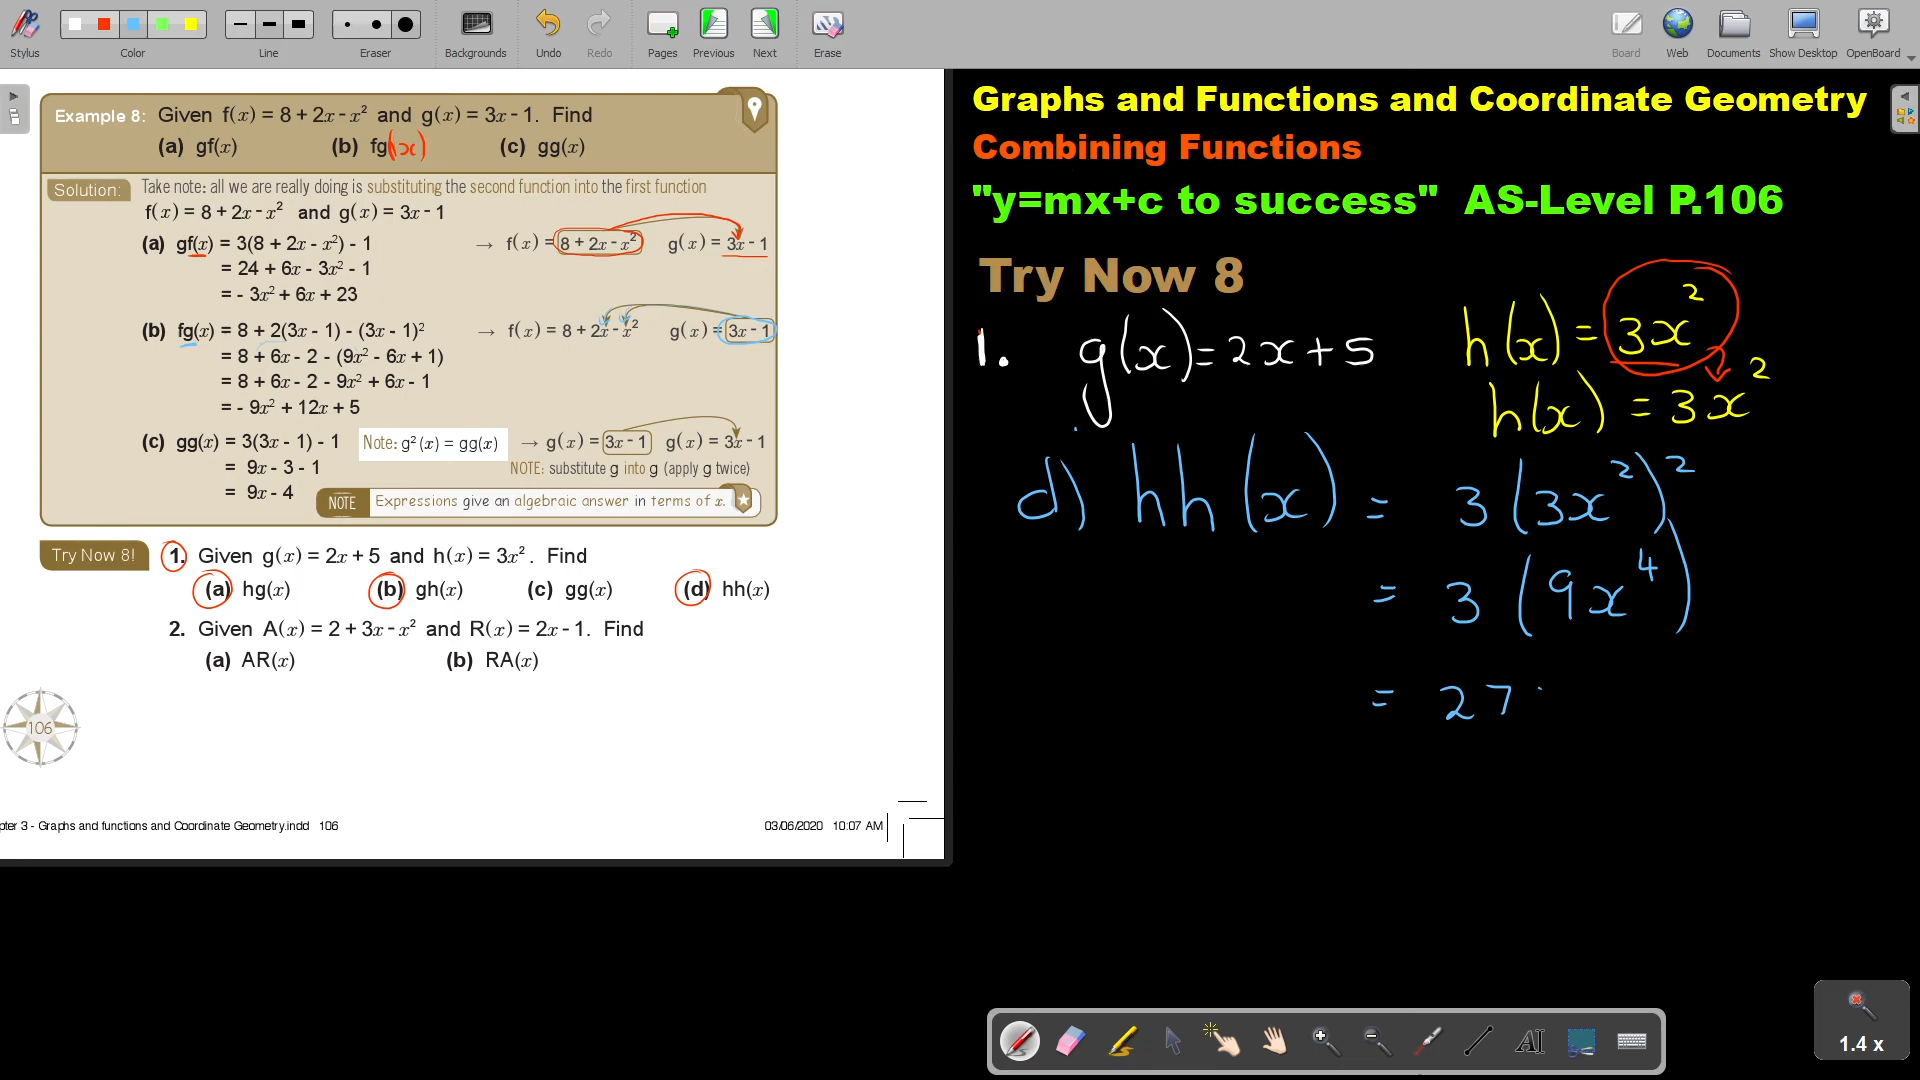 Stylus Color Line Eraser Backgrounds Undo Redo Pages Previous Next Erase Board Web Documents Show Desktop OpenBoard
Example 8: Given f(x) = 8 + 2x - x² and g(x) = 3x - 1. Find
(a) gf(x) (b) fg(x) (c) gg(x)
Solution: Take note: all we are really doing is substituting the second function into the first function
f(x) = 8 + 2x - x² and g(x) = 3x - 1
(a) gf(x) = 3(8 + 2x - x²) - 1 → f(x) = 8 + 2x - x² g(x) = 3x - 1
= 24 + 6x - 3x² - 1
= - 3x² + 6x + 23
(b) fg(x) = 8 + 2(3x - 1) - (3x - 1)² → f(x) = 8 + 2x - x² g(x) = 3x - 1
= 8 + 6x - 2 - (9x² - 6x + 1)
= 8 + 6x - 2 - 9x² + 6x - 1
= - 9x² + 12x + 5
(c) gg(x) = 3(3x - 1) - 1 Note: g²(x) = gg(x) → g(x) = 3x - 1 g(x) = 3x - 1
= 9x - 3 - 1 NOTE: substitute g into g (apply g twice)
= 9x - 4
NOTE Expressions give an algebraic answer in terms of x.
Try Now 8! 1. Given g(x) = 2x + 5 and h(x) = 3x². Find
(a) hg(x) (b) gh(x) (c) gg(x) (d) hh(x)
2. Given A(x) = 2 + 3x - x² and R(x) = 2x - 1. Find
(a) AR(x) (b) RA(x)
106
pter 3 - Graphs and functions and Coordinate Geometry.indd 106 03/06/2020 10:07 AM
Graphs and Functions and Coordinate Geometry
Combining Functions
"y=mx+c to success" AS-Level P.106
Try Now 8
1. g(x) = 2x + 5 h(x) = 3x²
h(x) = 3x²
d) hh(x) = 3(3x²)²
= 3(9x⁴)
= 27
1.4 x